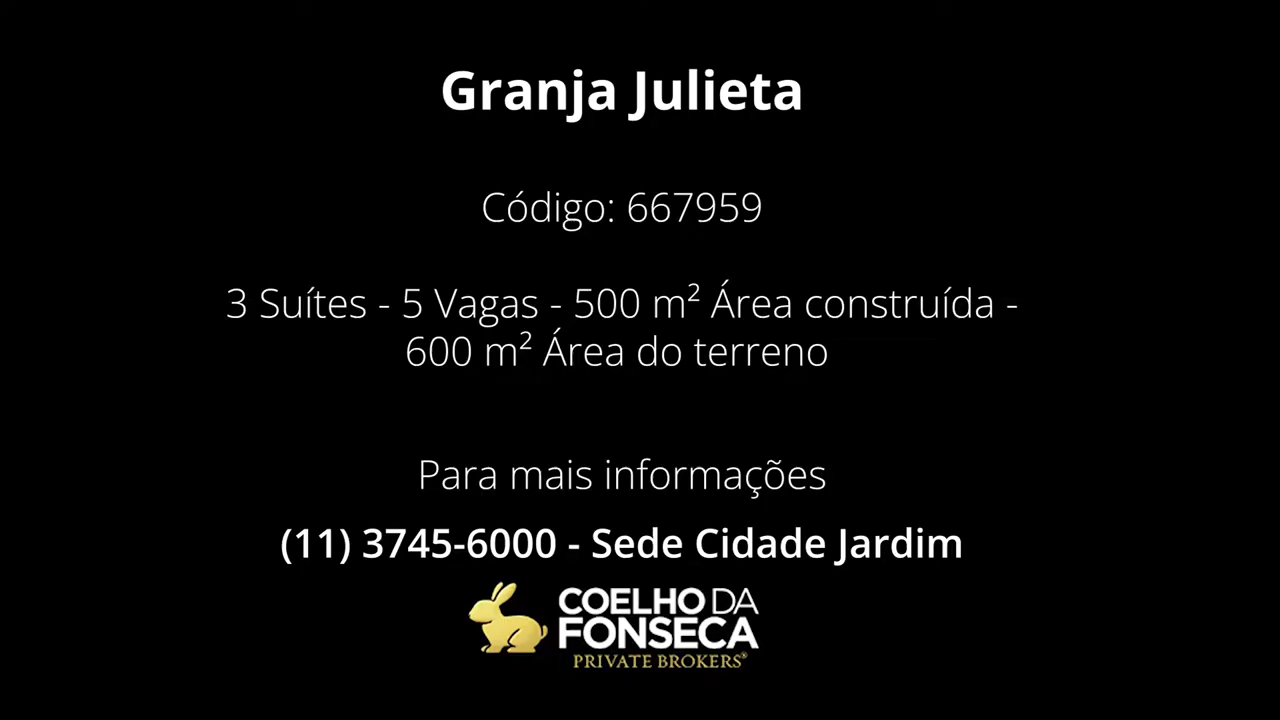 Granja Julieta
Código: 667959
3 Suítes - 5 Vagas - 500 m² Área construída -
600 m² Área do terreno
Para mais informações
(11) 3745-6000 - Sede Cidade Jardim
COELHO DA
FONSECA
PRIVATE BROKERS®